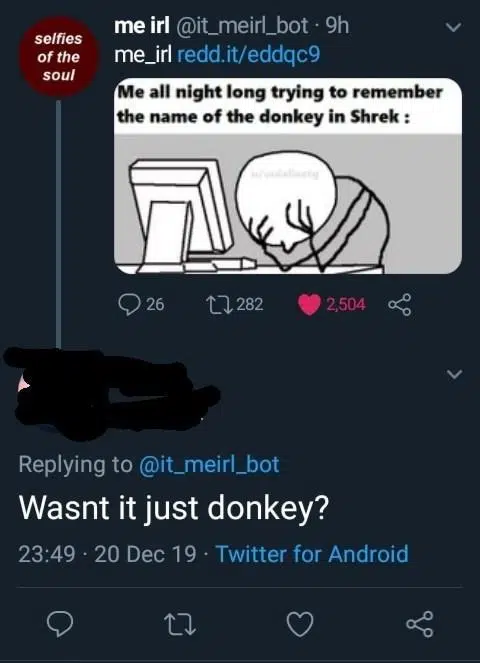 selfies
of the
soul
me irl @it_meirl_bot · 9h
me_irl redd.it/eddqc9
Me all night long trying to remember
the name of the donkey in Shrek :
26
282
2,504
Replying to @it_meirl_bot
Wasnt it just donkey?
23:49 · 20 Dec 19 · Twitter for Android